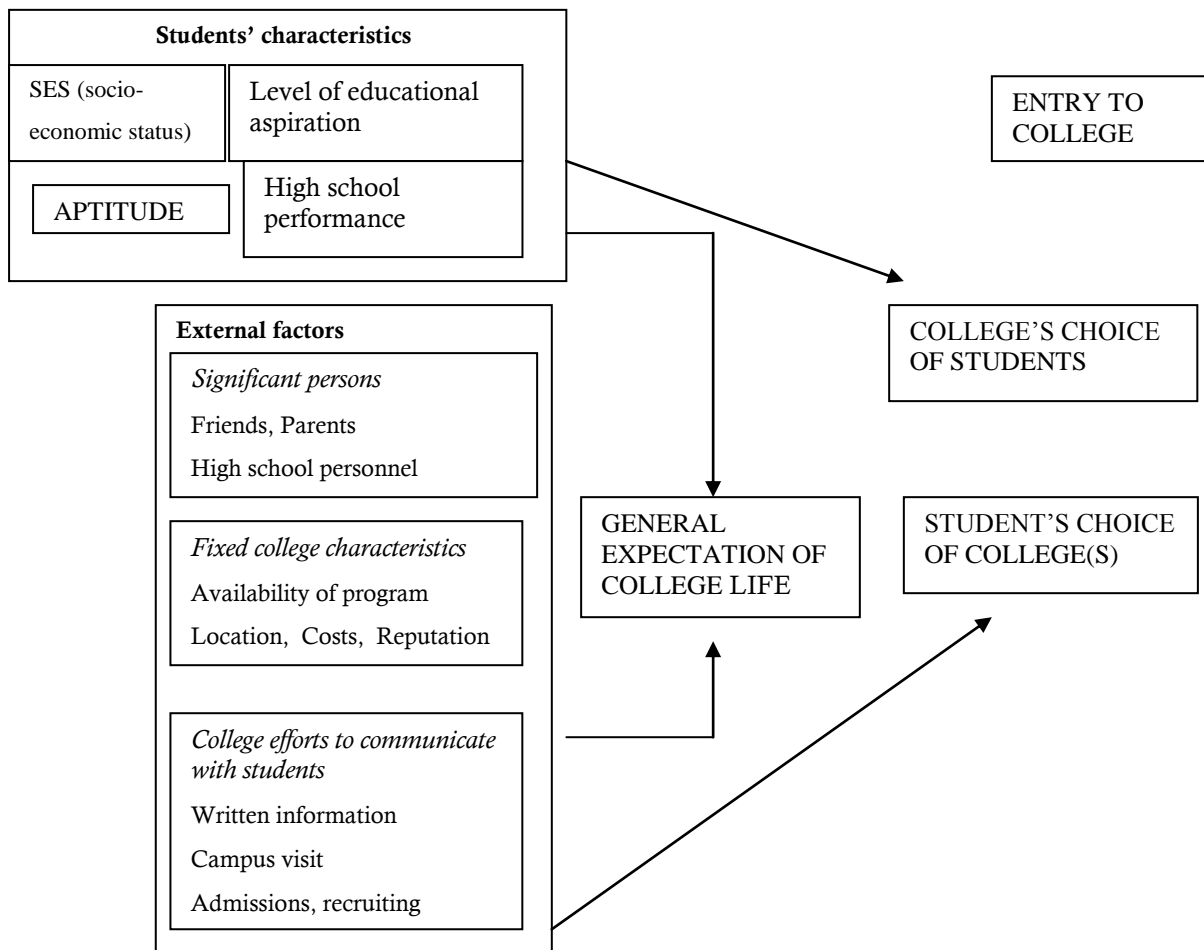 Students’ characteristics
SES (socio-
economic status)
Level of educational
aspiration
APTITUDE
High school
performance
ENTRY TO
COLLEGE
External factors
Significant persons
Friends, Parents
High school personnel
COLLEGE’S CHOICE
OF STUDENTS
Fixed college characteristics
Availability of program
Location, Costs, Reputation
GENERAL
EXPECTATION OF
COLLEGE LIFE
STUDENT’S CHOICE
OF COLLEGE(S)
College efforts to communicate
with students
Written information
Campus visit
Admissions, recruiting